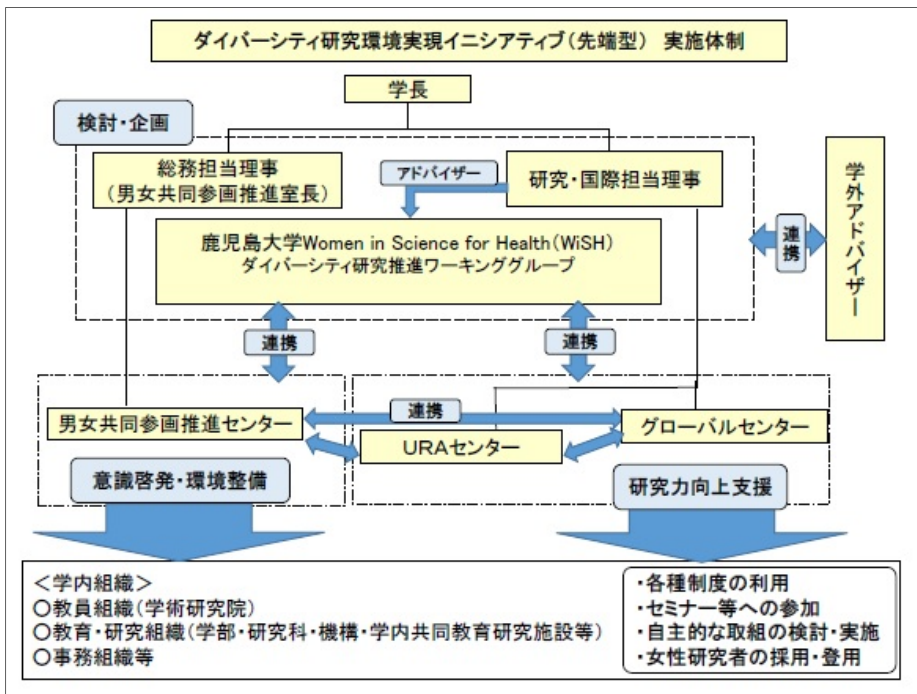 ダイバーシティ研究環境実現イニシアティブ(先端型) 実施体制
学長
検討・企画
総務担当理事
(男女共同参画推進室長)
アドバイザー
研究・国際担当理事
学外アドバイザー
鹿児島大学Women in Science for Health(WiSH)
ダイバーシティ研究推進ワーキンググループ
連携
連携
連携
男女共同参画推進センター
連携
グローバルセンター
URAセンター
意識啓発・環境整備
研究力向上支援
<学内組織>
○教員組織(学術研究院)
○教育・研究組織(学部・研究科・機構・学内共同教育研究施設等)
○事務組織等
・各種制度の利用
・セミナー等への参加
・自主的な取組の検討・実施
・女性研究者の採用・登用